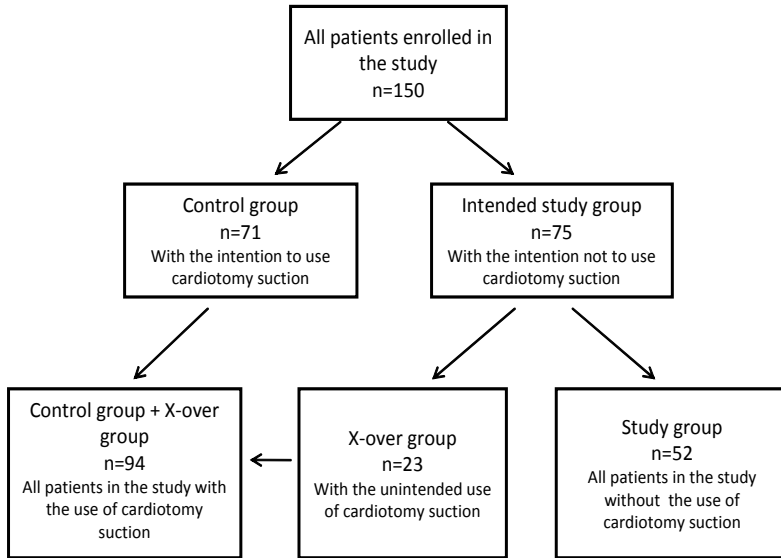 All patients enrolled in
the study
n=150
Control group
n=71
With the intention to use
cardiotomy suction
Intended study group
n=75
With the intention not to use
cardiotomy suction
Control group + X-over
group
n=94
All patients in the study with
the use of cardiotomy
suction
X-over group
n=23
With the unintended use
of cardiotomy suction
Study group
n=52
All patients in the study
without the use of
cardiotomy suction